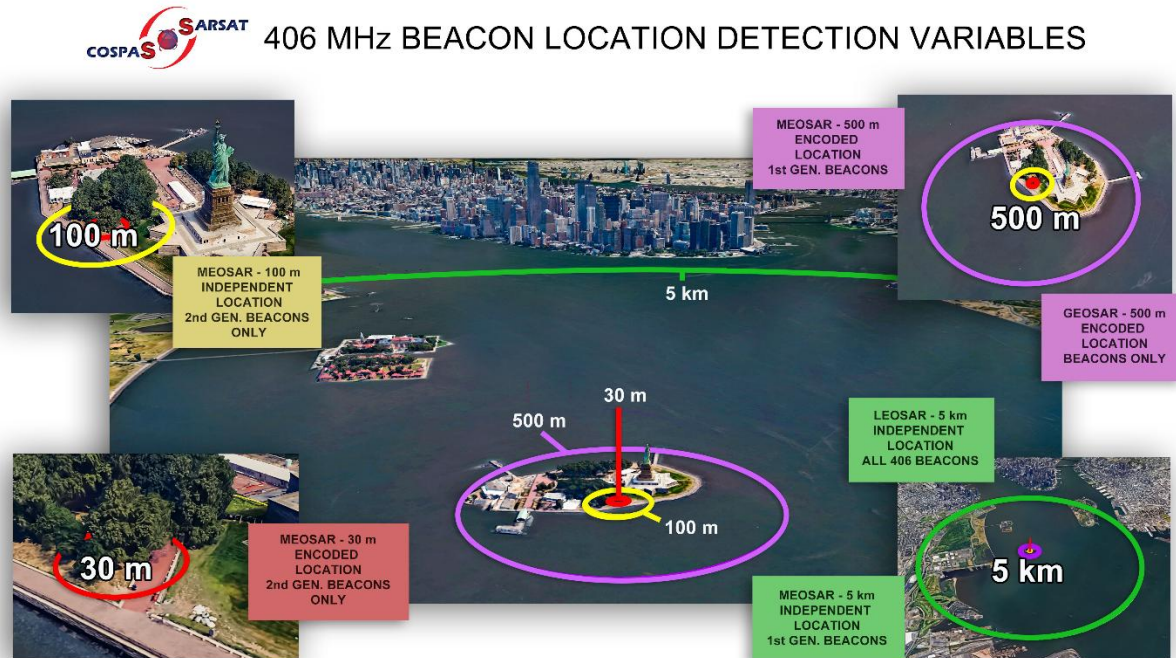 COSPAS SARSAT
406 MHz BEACON LOCATION DETECTION VARIABLES
100 m
MEOSAR - 100 m
INDEPENDENT
LOCATION
2nd GEN. BEACONS
ONLY
MEOSAR - 500 m
ENCODED
LOCATION
1st GEN. BEACONS
500 m
GEOSAR - 500 m
ENCODED
LOCATION
BEACONS ONLY
5 km
30 m
500 m
100 m
30 m
MEOSAR - 30 m
ENCODED
LOCATION
2nd GEN. BEACONS
ONLY
LEOSAR - 5 km
INDEPENDENT
LOCATION
ALL 406 BEACONS
5 km
MEOSAR - 5 km
INDEPENDENT
LOCATION
1st GEN. BEACONS